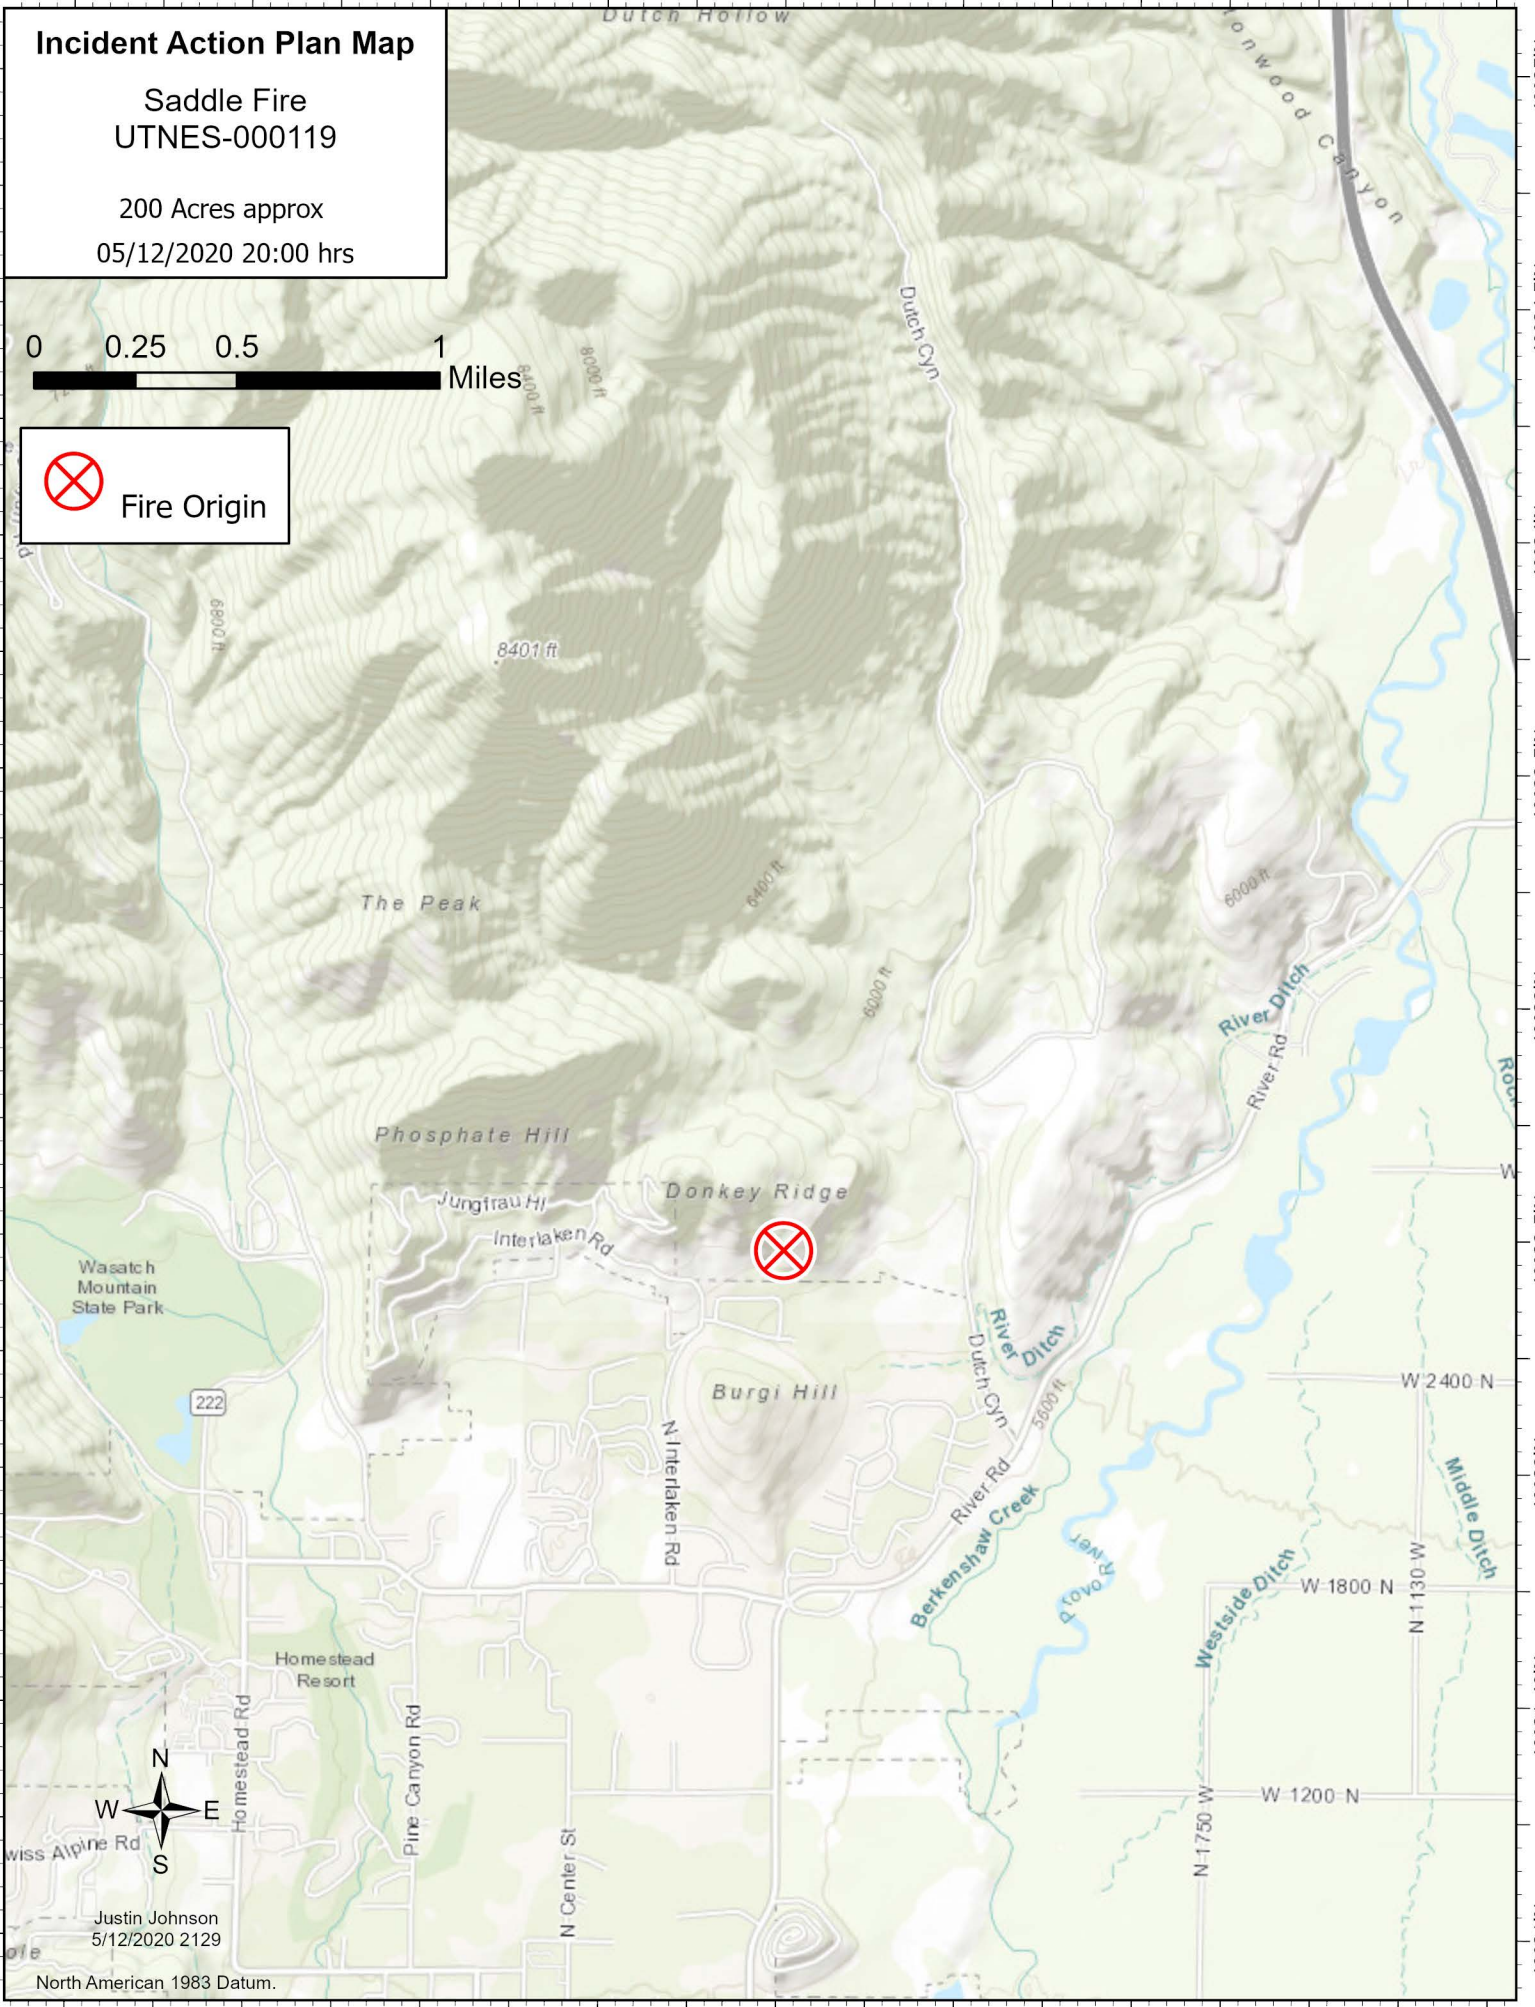 Incident Action Plan Map
Saddle Fire
UTNES-000119
200 Acres approx
05/12/2020 20:00 hrs
Dutch Hollow
onwood Canyon
0 0.25 0.5 1
Miles
8400 ft
8000 ft
Dutch Cyn
Fire Origin
6800 ft
8401 ft
The Peak
6400 ft
6000 ft
6000 ft
River Ditch
River Rd
Phosphate Hill
Donkey Ridge
Jungfrau Hl
Interlaken Rd
W
Wasatch
Mountain
State Park
River
Ditch
Dutch Cyn
5600 ft
W 2400 N
222
Burgi Hill
N Interlaken Rd
River Rd
Berkenshaw Creek
Provo River
Middle Ditch
Westside Ditch
W 1800 N
N 1130 W
Homestead
Resort
Homestead Rd
Pine Canyon Rd
N Center St
N 1750 W
W 1200 N
N
W E
S
wiss Alpine Rd
Justin Johnson
5/12/2020 2129
ole
North American 1983 Datum.